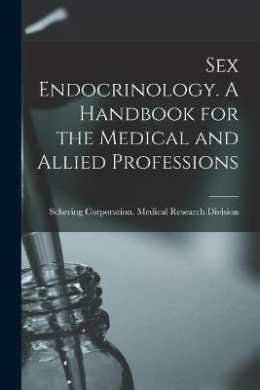 Sex
Endocrinology. A
Handbook for
the Medical and
Allied Professions
Schering Corporation. Medical Research Division